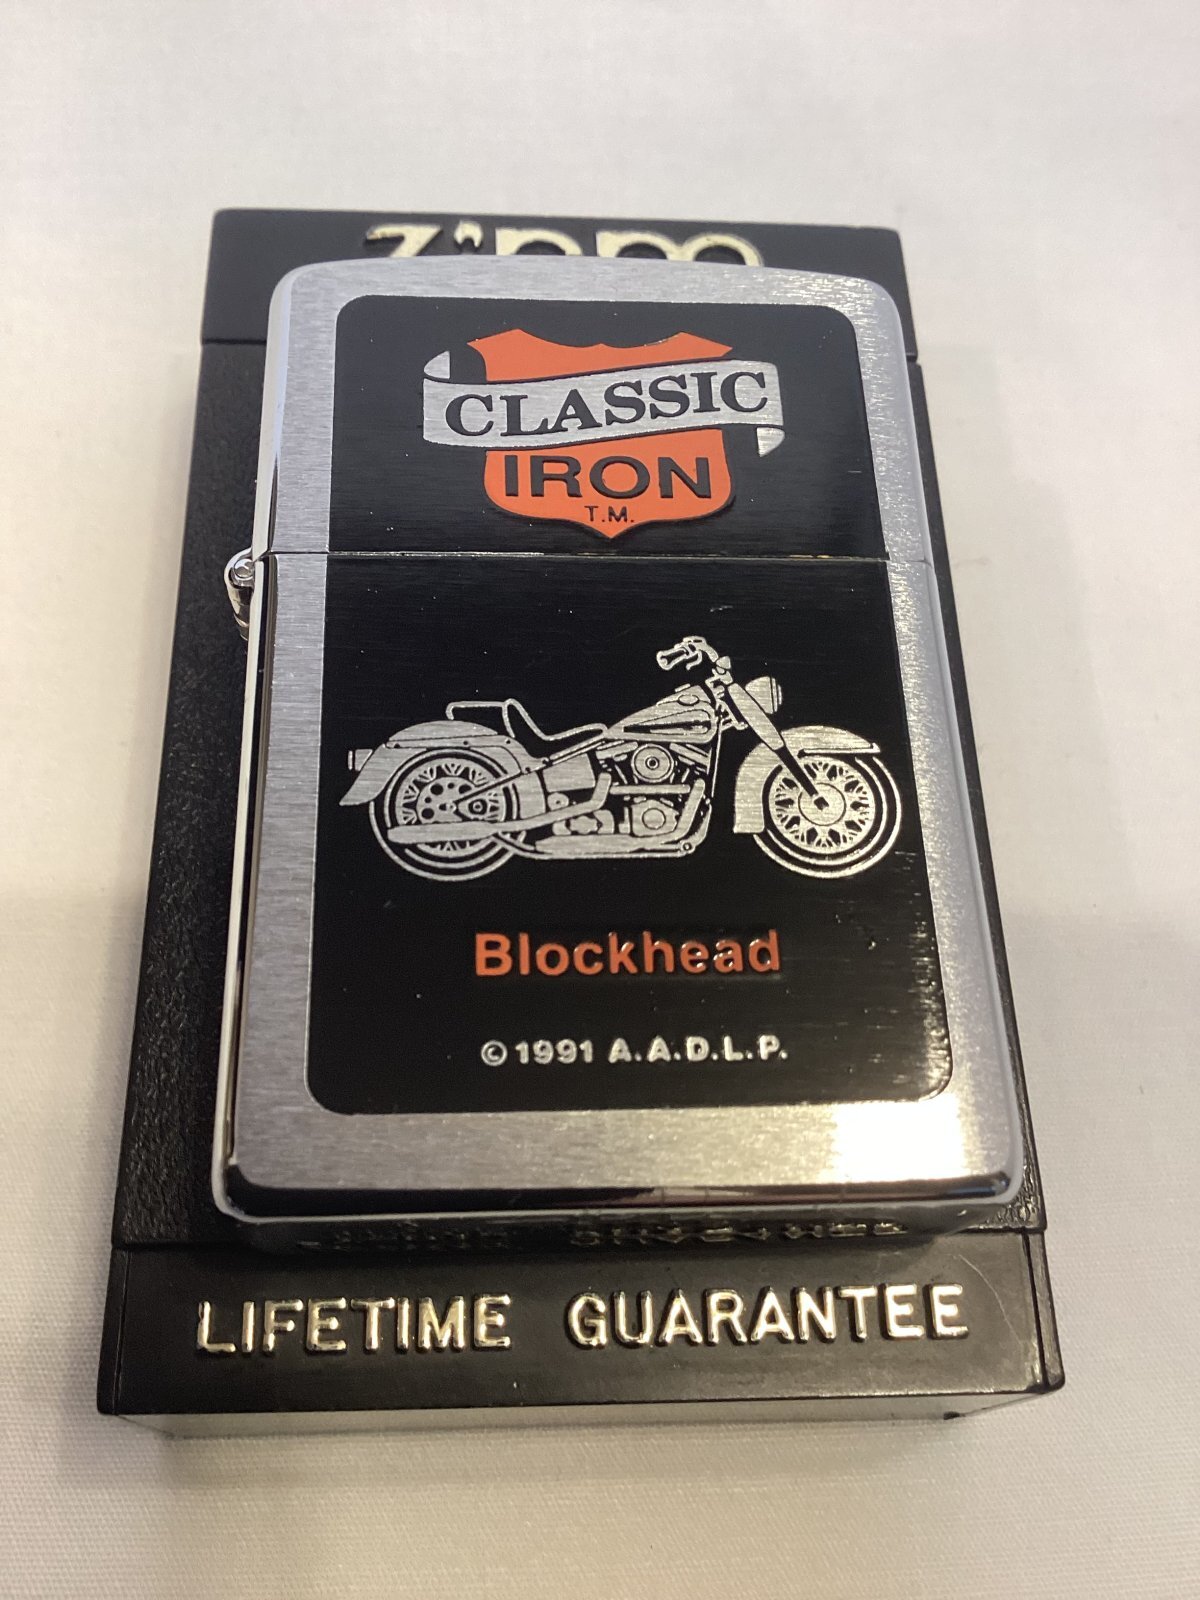 CLASSIC
IRON
T.M.
Blockhead
© 1991 A.A.D.L.P.
LIFETIME GUARANTEE